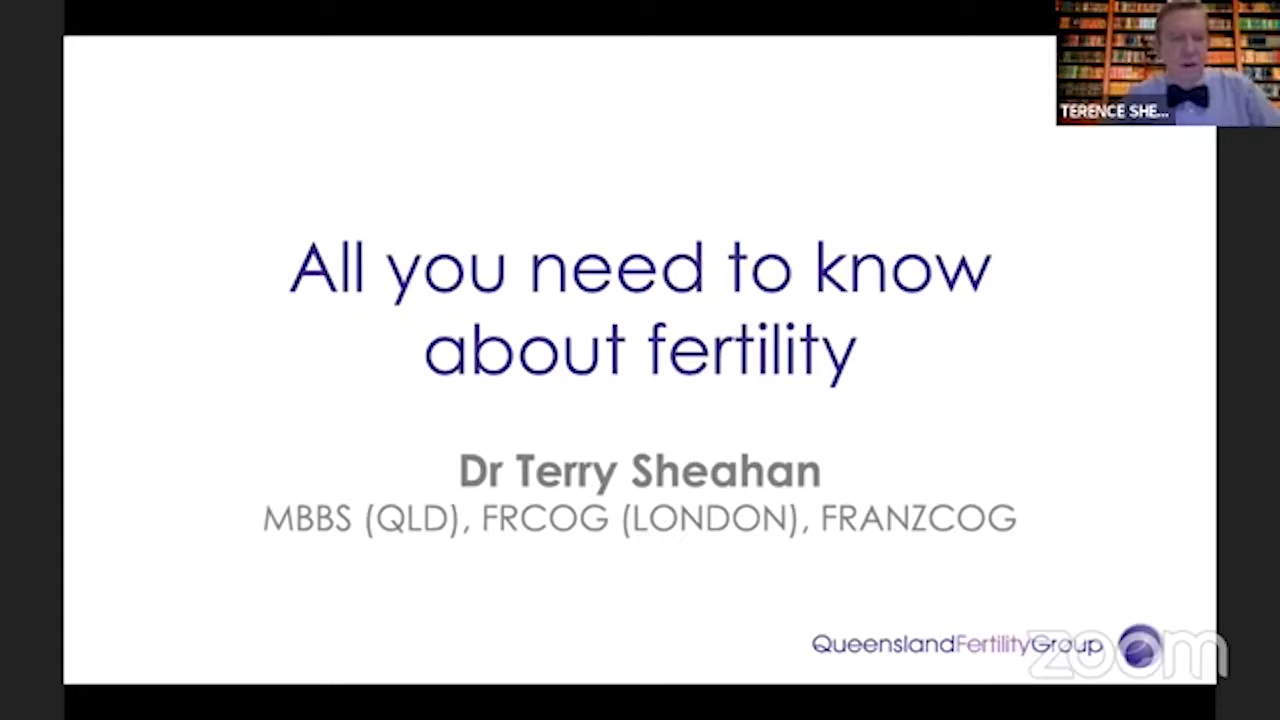 TERENCE SHE...
All you need to know
about fertility
Dr Terry Sheahan
MBBS (QLD), FRCOG (LONDON), FRANZCOG
QueenslandFertilityGroup
zoom